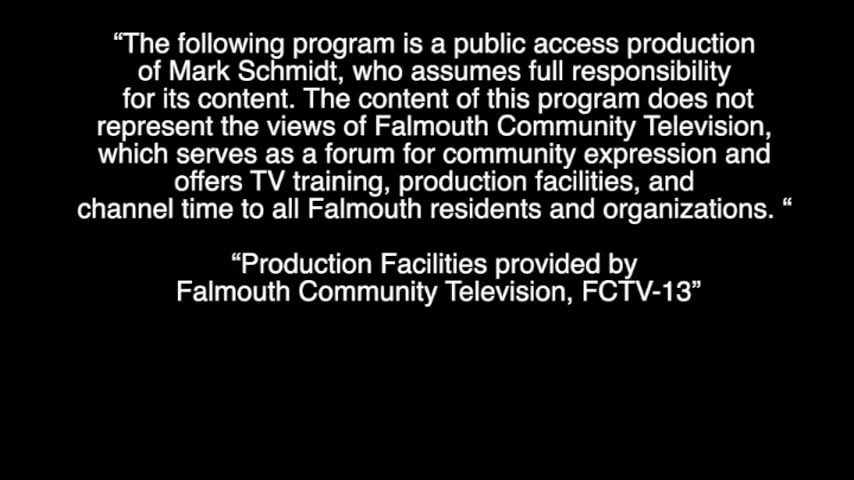 “The following program is a public access production
of Mark Schmidt, who assumes full responsibility
for its content. The content of this program does not
represent the views of Falmouth Community Television,
which serves as a forum for community expression and
offers TV training, production facilities, and
channel time to all Falmouth residents and organizations. “
“Production Facilities provided by
Falmouth Community Television, FCTV-13”